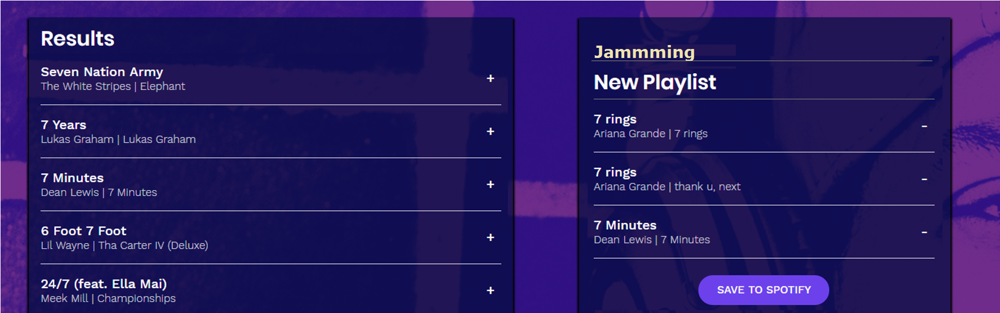 Results
Seven Nation Army
The White Stripes | Elephant
+
7 Years
Lukas Graham | Lukas Graham
+
7 Minutes
Dean Lewis | 7 Minutes
+
6 Foot 7 Foot
Lil Wayne | Tha Carter IV (Deluxe)
+
24/7 (feat. Ella Mai)
Meek Mill | Championships
+
Jammming
New Playlist
7 rings
Ariana Grande | 7 rings
-
7 rings
Ariana Grande | thank u, next
-
7 Minutes
Dean Lewis | 7 Minutes
-
SAVE TO SPOTIFY